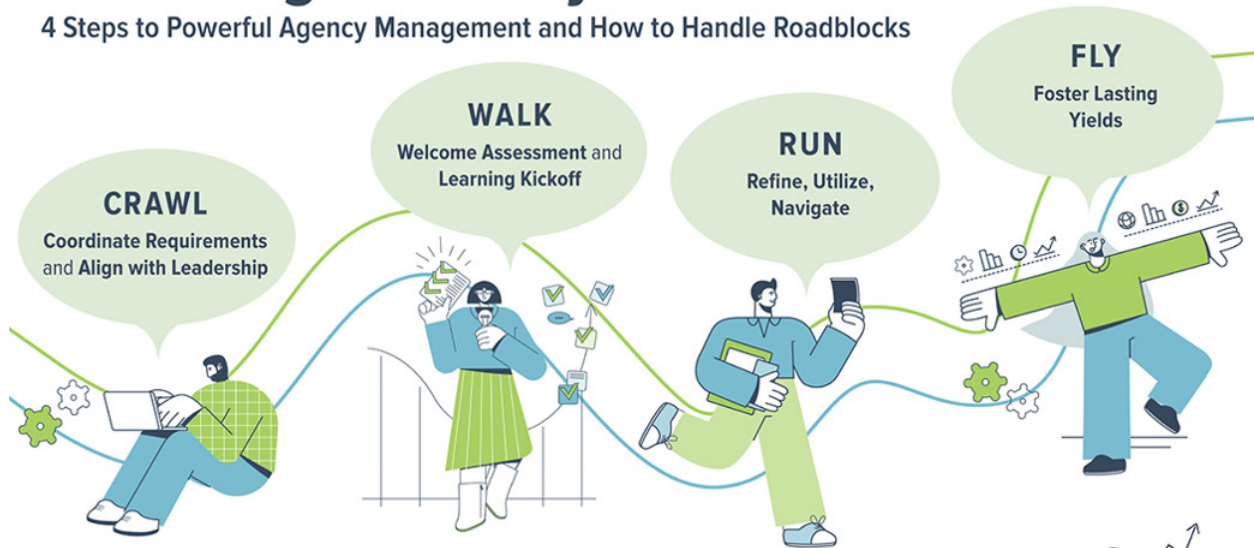 4 Steps to Powerful Agency Management and How to Handle Roadblocks
CRAWL
Coordinate Requirements
and Align with Leadership
WALK
Welcome Assessment and
Learning Kickoff
RUN
Refine, Utilize,
Navigate
FLY
Foster Lasting
Yields